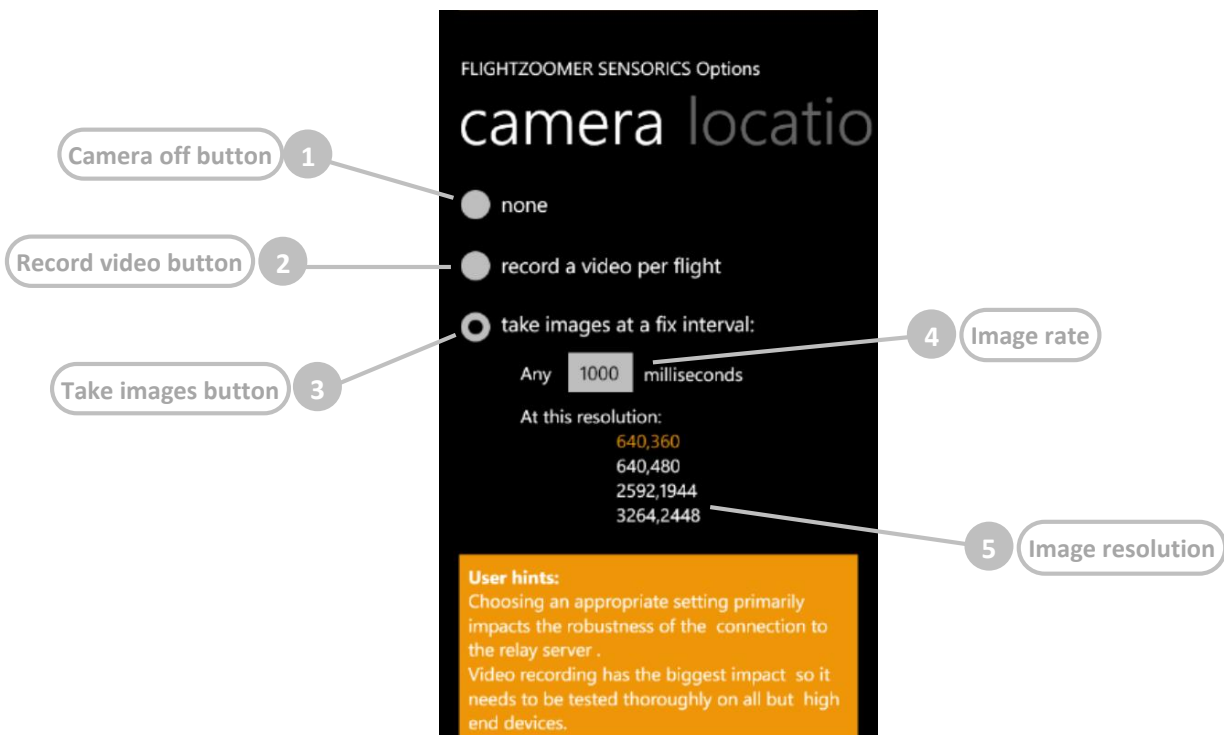 FLIGHTZOOMER SENSORICS Options
camera locatio
Camera off button 1
none
Record video button 2
record a video per flight
take images at a fix interval:
4 Image rate
Any 1000 milliseconds
Take images button 3
At this resolution:
640,360
640,480
2592,1944
3264,2448
5 Image resolution
User hints:
Choosing an appropriate setting primarily
impacts the robustness of the connection to
the relay server .
Video recording has the biggest impact so it
needs to be tested thoroughly on all but high
end devices.